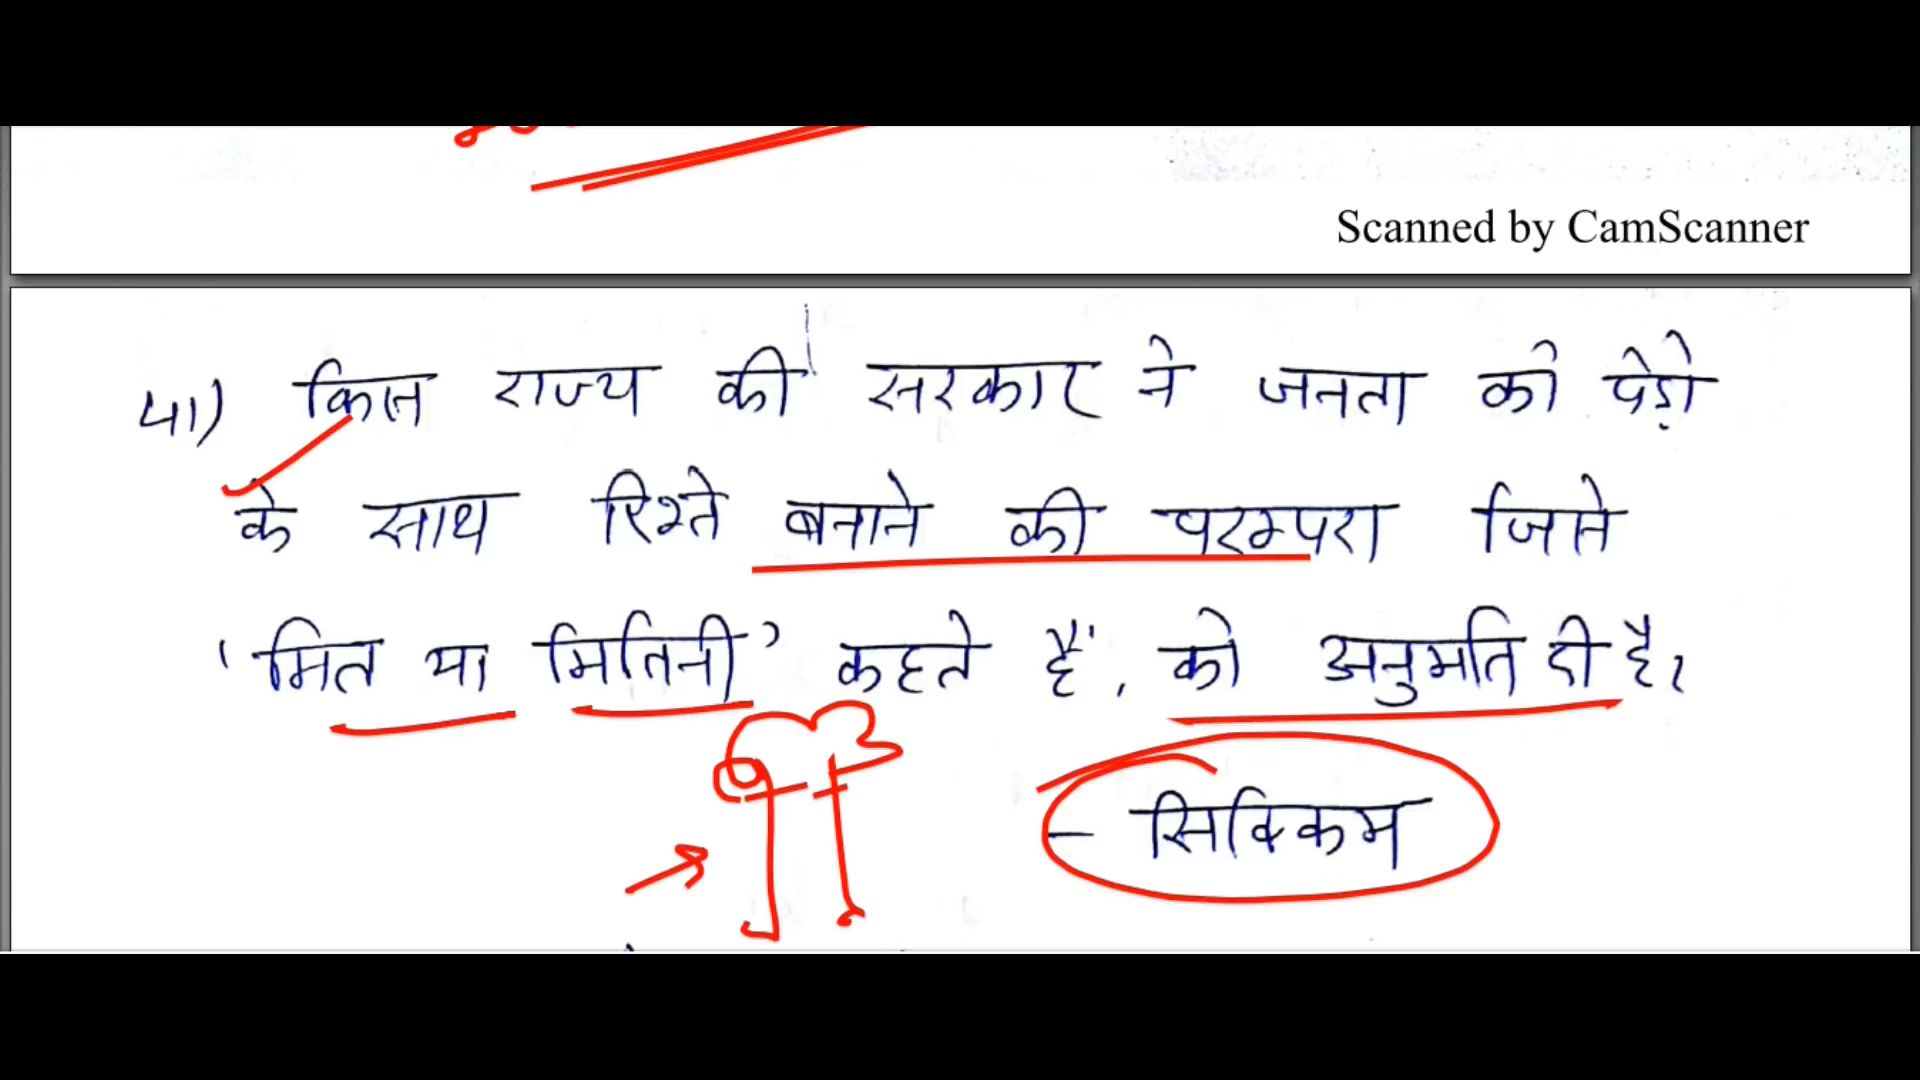 Scanned by CamScanner
41) किस राज्य की सरकार ने जनता को पेड़ो
के साथ रिश्ते बनाने की परम्परा जिसे
'मित या मितिनी' कहते हैं, को अनुमति दी है,
- सिक्किम